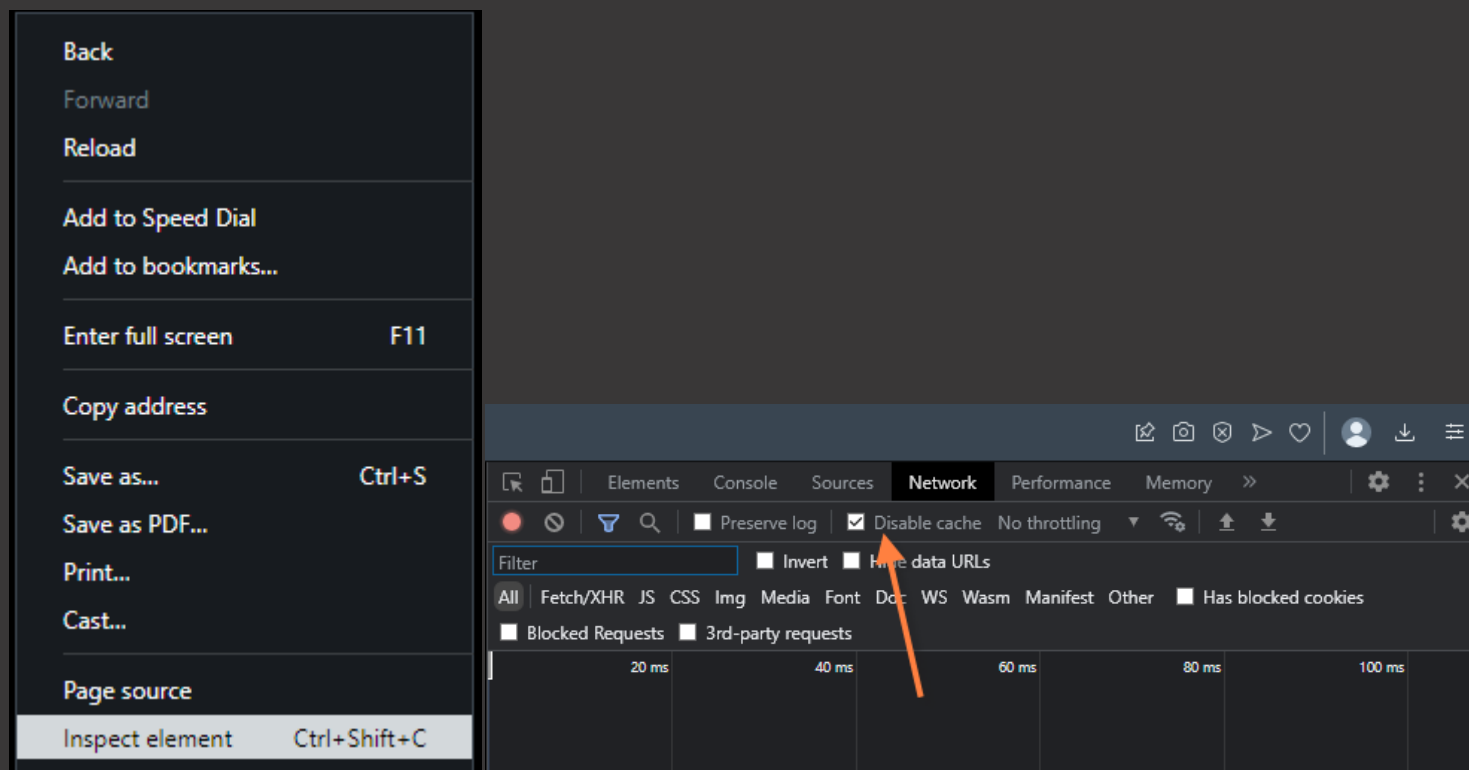 Back
Forward
Reload
Add to Speed Dial
Add to bookmarks...
Enter full screen F11
Copy address
Save as... Ctrl+S
Save as PDF...
Print...
Cast...
Page source
Inspect element Ctrl+Shift+C
Elements Console Sources Network Performance Memory »
Preserve log Disable cache No throttling
Filter Invert Hide data URLs
All Fetch/XHR JS CSS Img Media Font Doc WS Wasm Manifest Other Has blocked cookies
Blocked Requests 3rd-party requests
20 ms 40 ms 60 ms 80 ms 100 ms